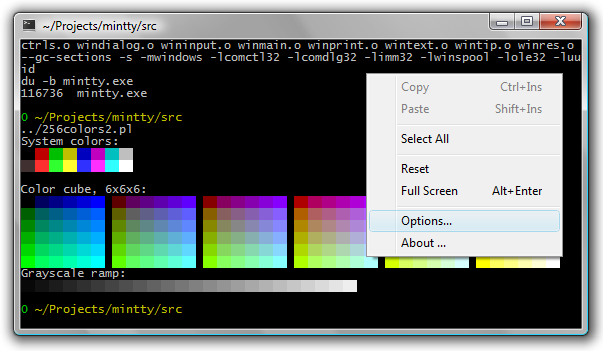 ~/Projects/mintty/src
ctrls.o windialog.o wininput.o winmain.o winprint.o wintext.o wintip.o winres.o
--gc-sections -s -mwindows -lcomctl32 -lcomdlg32 -limm32 -lwinspool -lole32 -luu
id
du -b mintty.exe
116736  mintty.exe
0 ~/Projects/mintty/src
../256colors2.pl
System colors:
Color cube, 6x6x6:
Grayscale ramp:
0 ~/Projects/mintty/src
Copy Ctrl+Ins
Paste Shift+Ins
Select All
Reset
Full Screen Alt+Enter
Options...
About ...